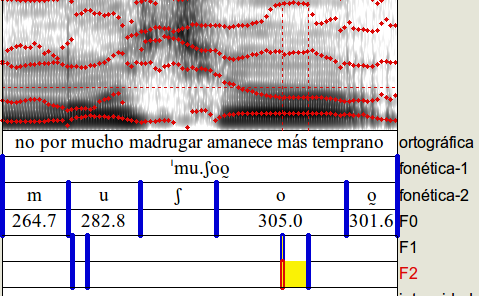 no por mucho madrugar amanece más temprano ortográfica
ˈmu.ʃoo̯ fonética-1
m u ʃ o o̯ fonética-2
264.7 282.8 305.0 301.6 F0
F1
F2